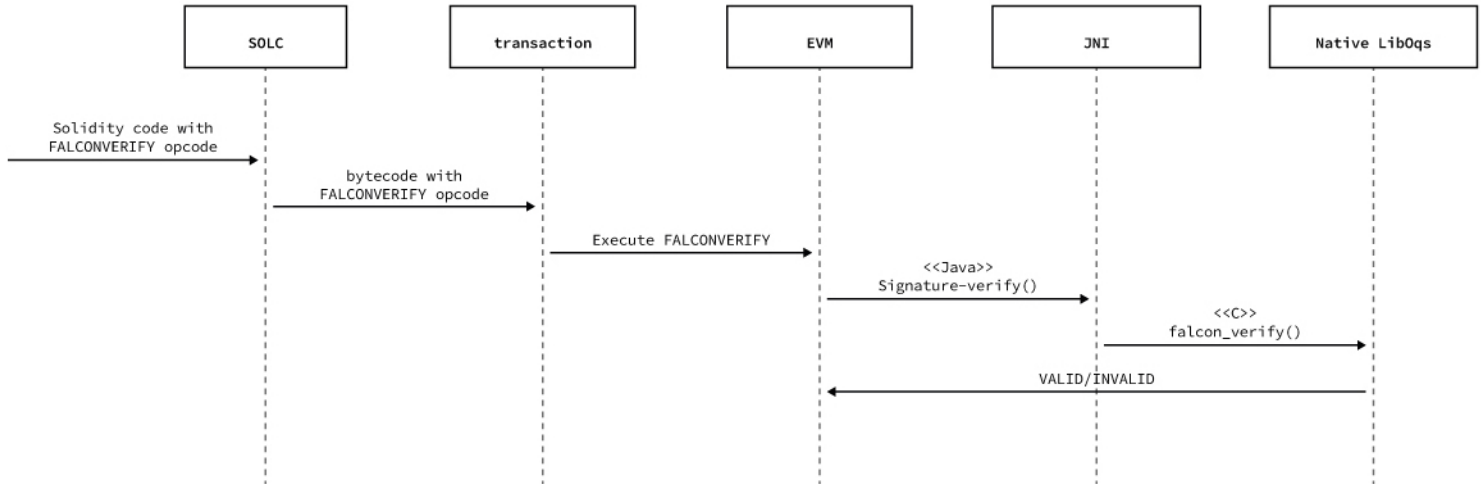 SOLC
transaction
EVM
JNI
Native LibOqs
Solidity code with
FALCONVERIFY opcode
bytecode with
FALCONVERIFY opcode
Execute FALCONVERIFY
<<Java>>
Signature-verify()
<<C>>
falcon_verify()
VALID/INVALID